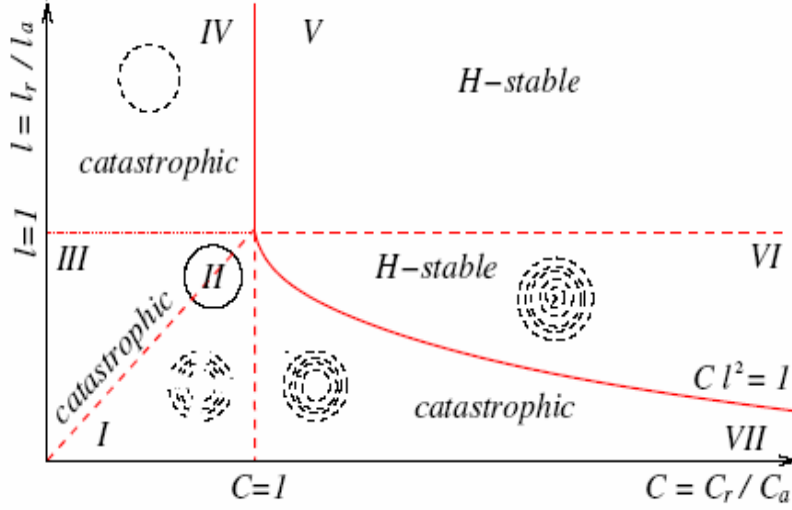 IV V
l = l_r / l_a
H-stable
catastrophic
l=1
III II H-stable VI
catastrophic
C l² = 1
catastrophic
I VII
C=1 C = C_r / C_a